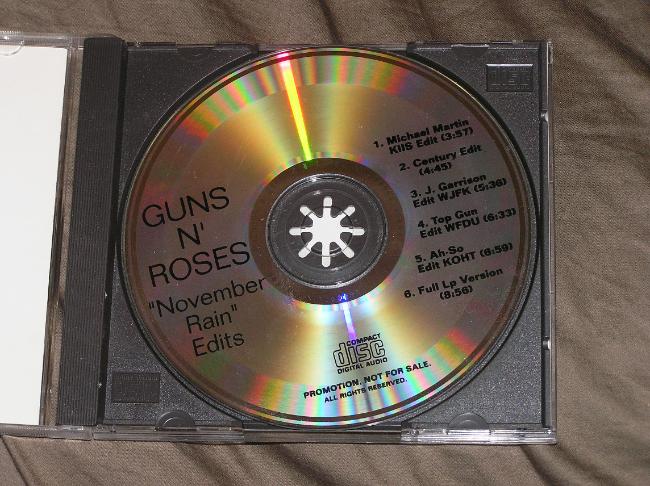 GUNS
N'
ROSES
"November
Rain"
Edits
1. Michael Martin
KIIS Edit (3:57)
2. Century Edit
(4:45)
3. J. Garrison
Edit WJFK (5:36)
4. Top Gun
Edit WFDU (6:33)
5. Ah-So
Edit KOHT (6:59)
6. Full Lp Version
(8:56)
COMPACT
disc
DIGITAL AUDIO
PROMOTION. NOT FOR SALE.
ALL RIGHTS RESERVED.